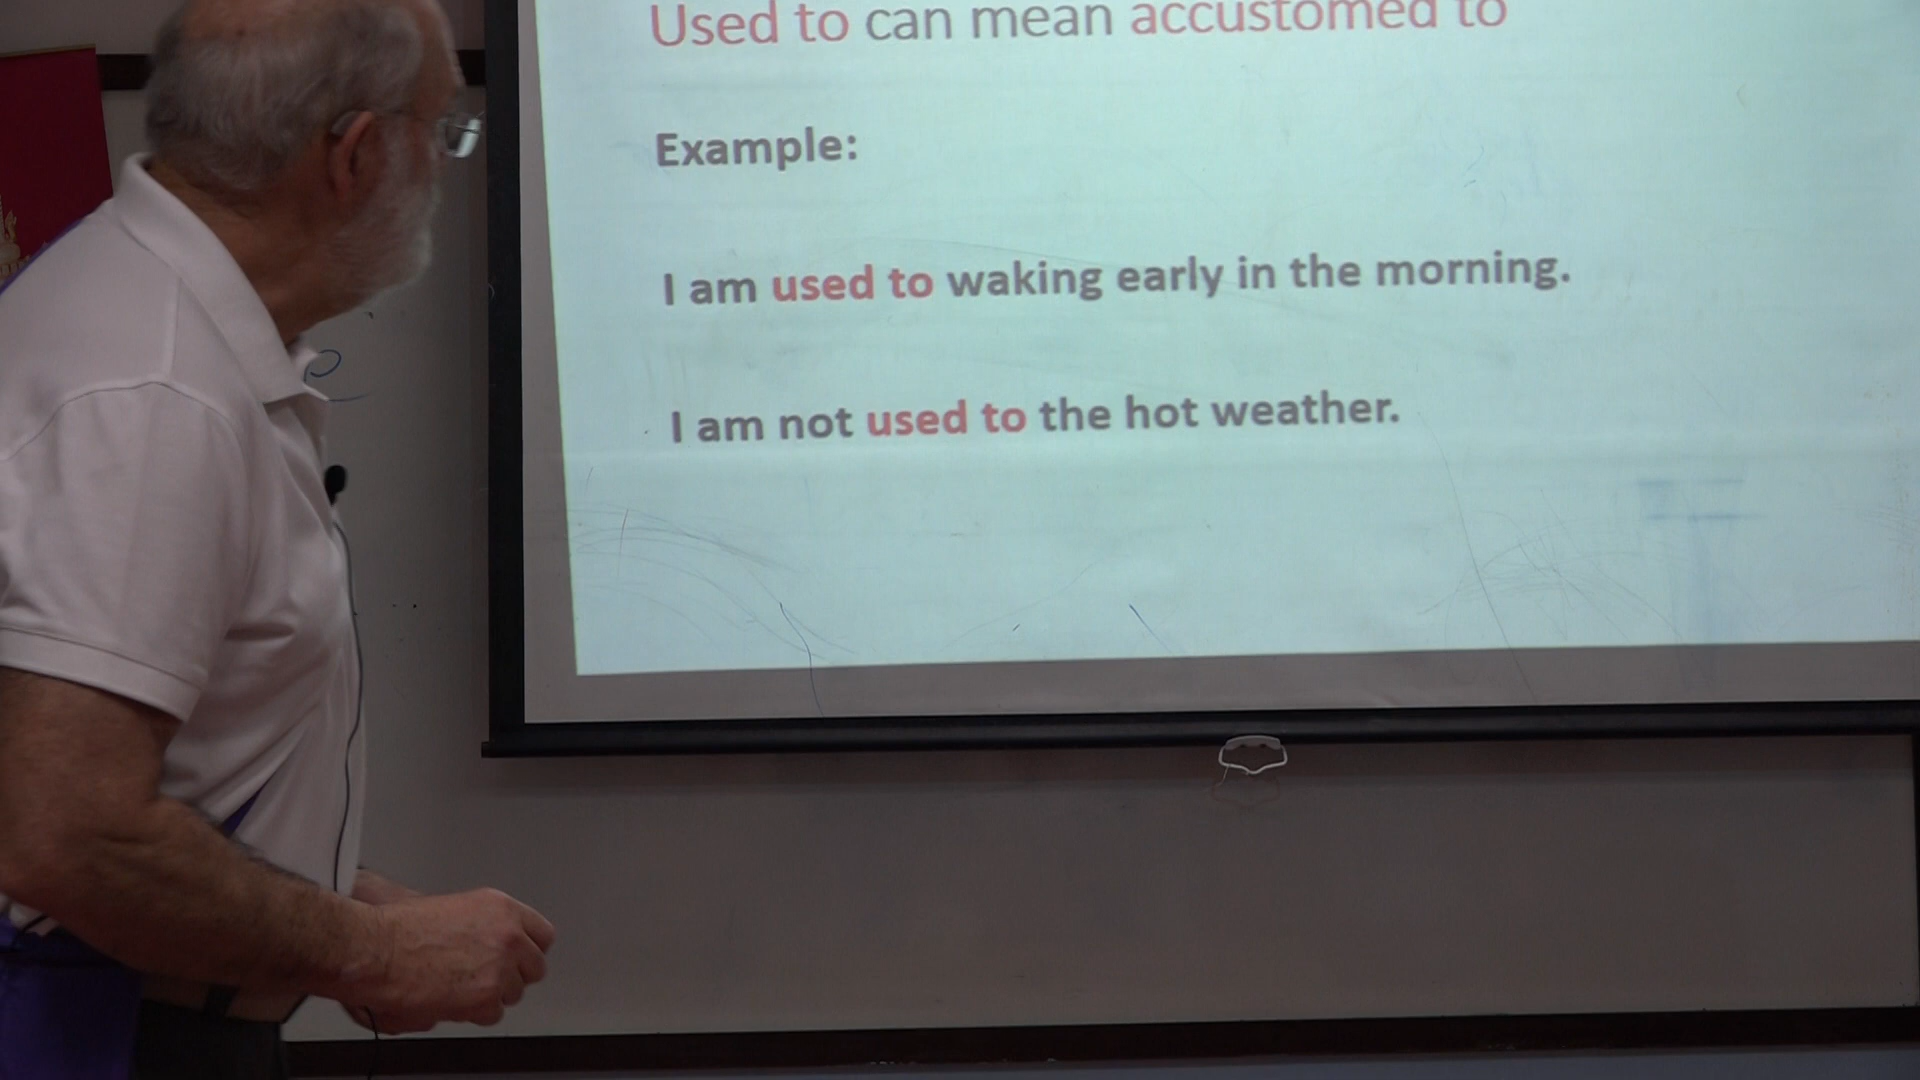 Used to can mean accustomed to
Example:
I am used to waking early in the morning.
I am not used to the hot weather.